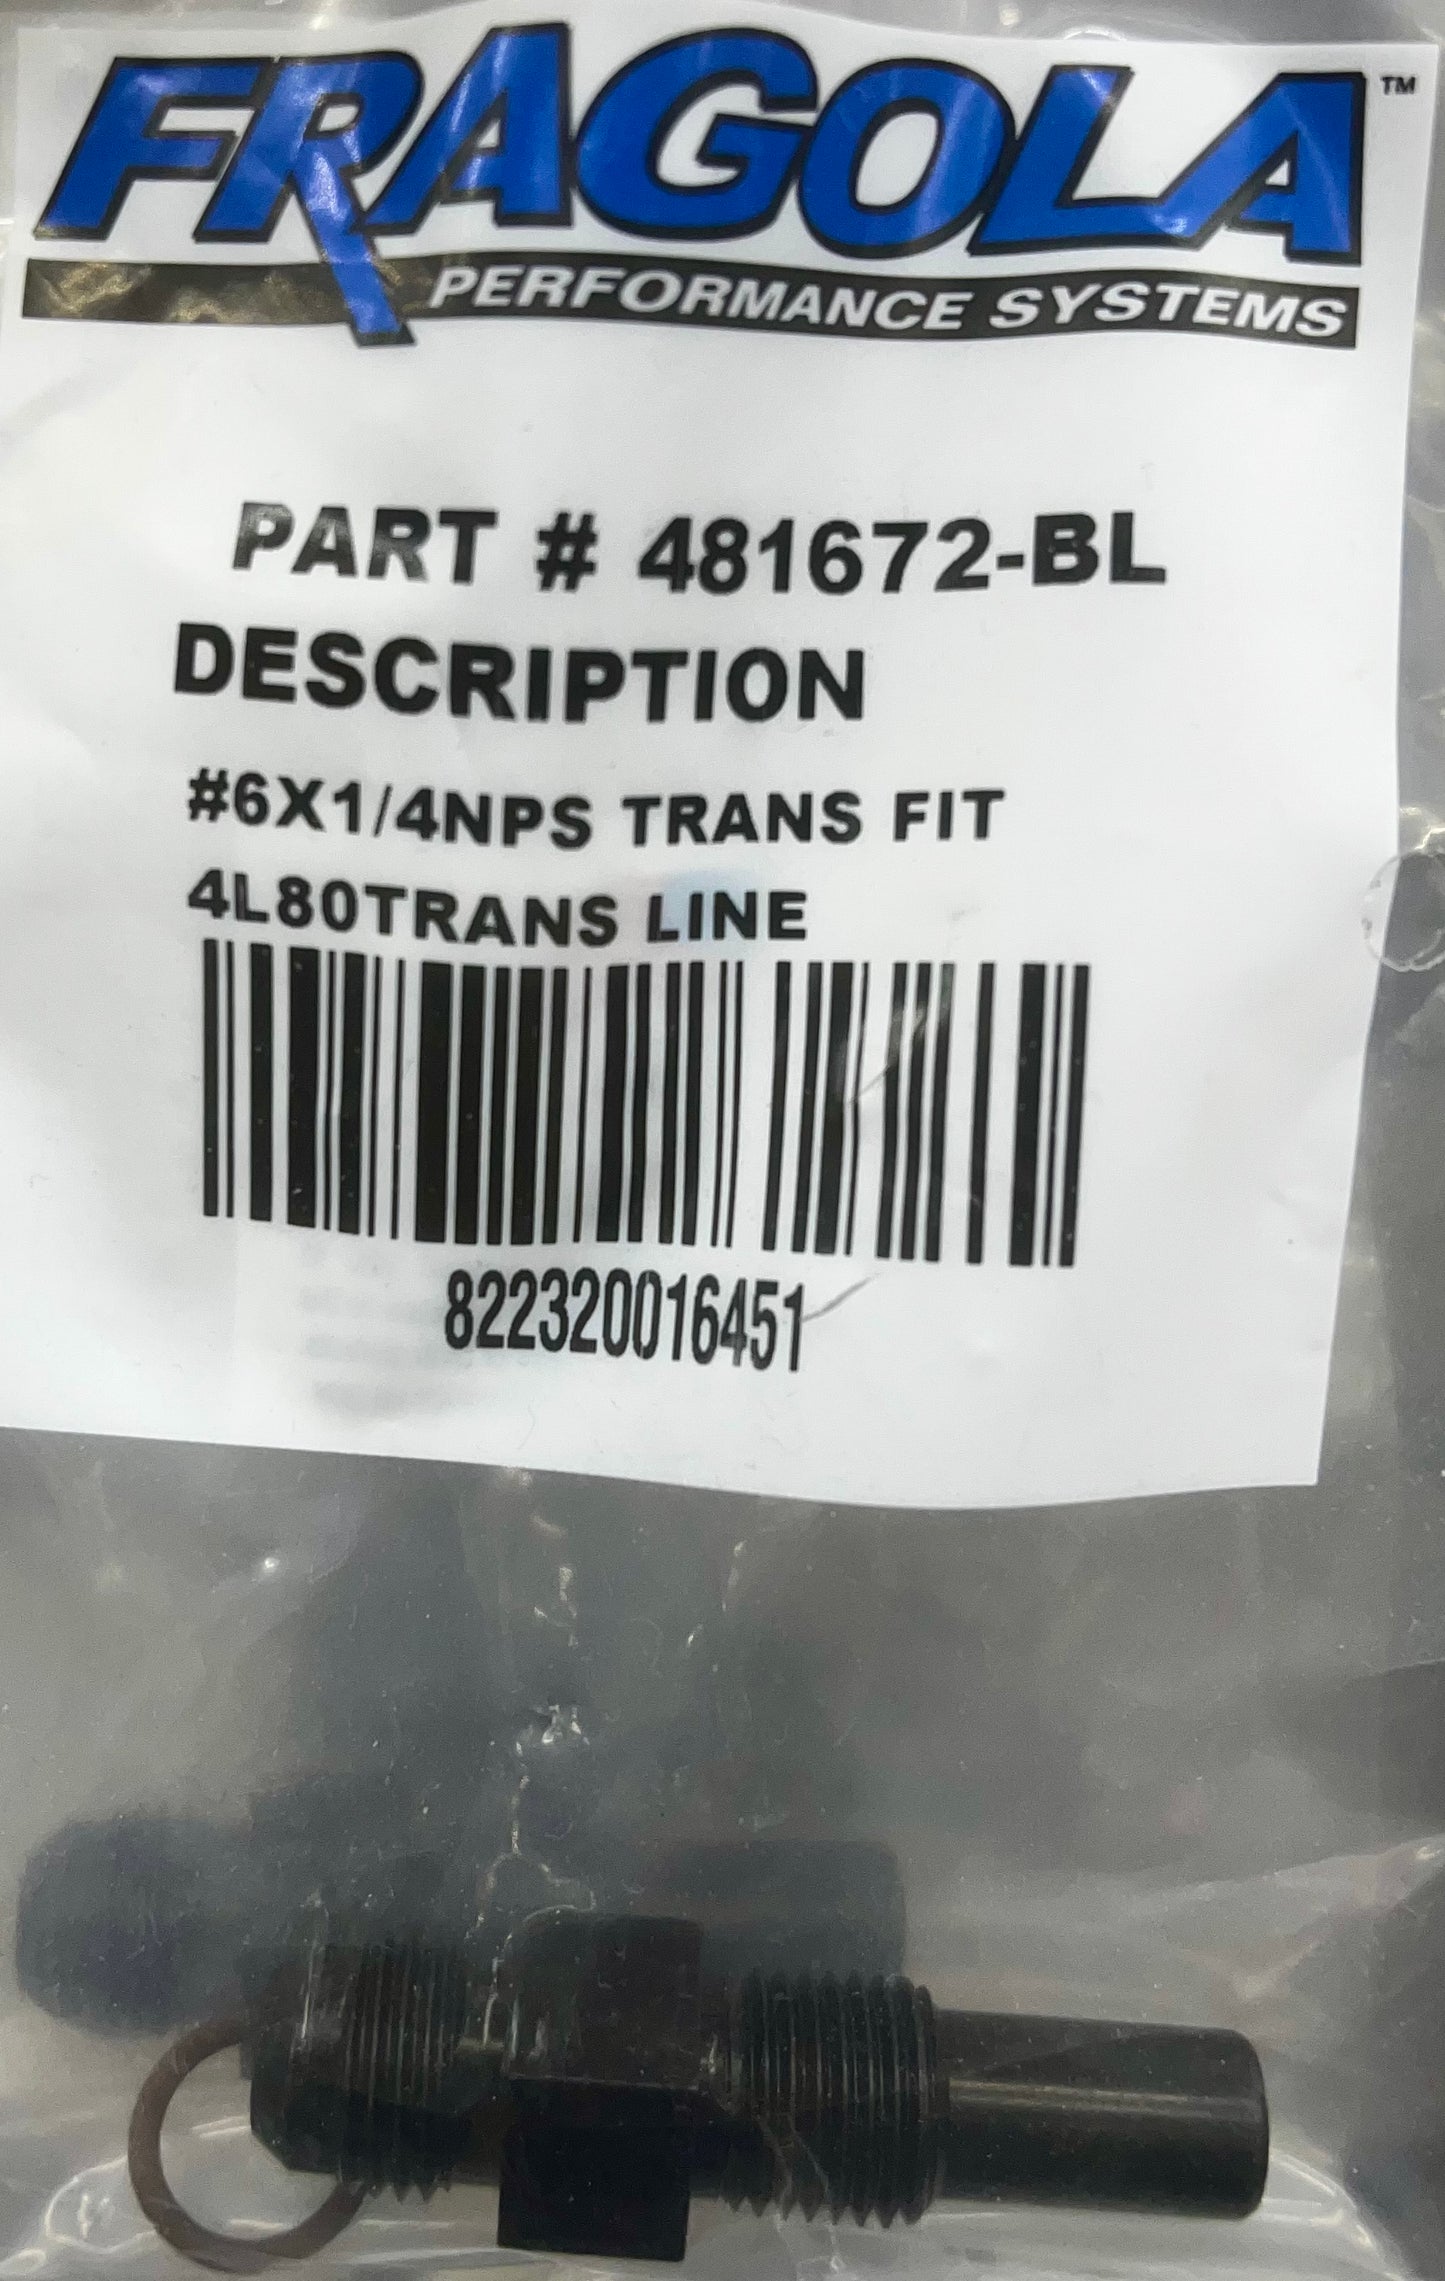 FRAGOLA™
PERFORMANCE SYSTEMS
PART # 481672-BL
DESCRIPTION
#6X1/4NPS TRANS FIT
4L80TRANS LINE
822320016451